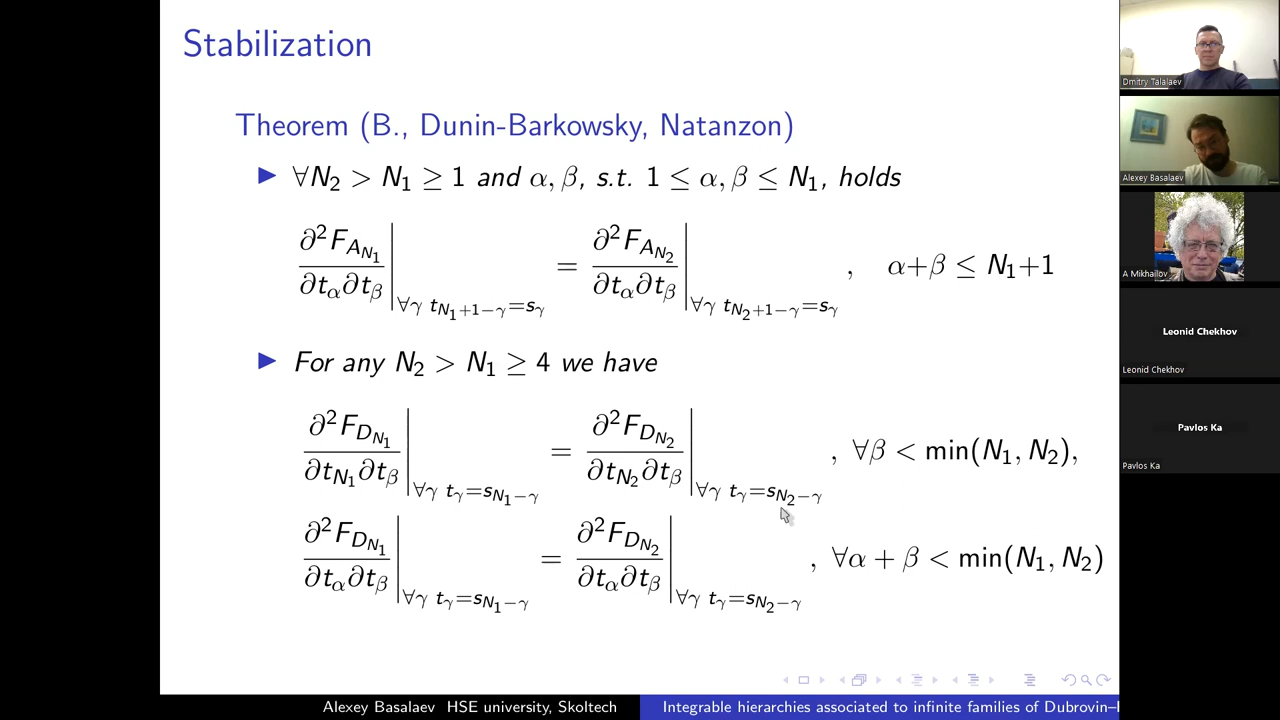 Stabilization
Theorem (B., Dunin-Barkowsky, Natanzon)
▶ ∀N₂ > N₁ ≥ 1 and α, β, s.t. 1 ≤ α, β ≤ N₁, holds
∂²F_{A_{N₁}}/∂t_α∂t_β |_{∀γ t_{N₁+1−γ}=s_γ} = ∂²F_{A_{N₂}}/∂t_α∂t_β |_{∀γ t_{N₂+1−γ}=s_γ} , α+β ≤ N₁+1
▶ For any N₂ > N₁ ≥ 4 we have
∂²F_{D_{N₁}}/∂t_{N₁}∂t_β |_{∀γ t_γ=s_{N₁−γ}} = ∂²F_{D_{N₂}}/∂t_{N₂}∂t_β |_{∀γ t_γ=s_{N₂−γ}} , ∀β < min(N₁, N₂),
∂²F_{D_{N₁}}/∂t_α∂t_β |_{∀γ t_γ=s_{N₁−γ}} = ∂²F_{D_{N₂}}/∂t_α∂t_β |_{∀γ t_γ=s_{N₂−γ}} , ∀α + β < min(N₁, N₂)
Alexey Basalaev HSE university, Skoltech
Integrable hierarchies associated to infinite families of Dubrovin–
Dmitry Talalaev
Alexey Basalaev
A Mikhailov
Leonid Chekhov
Leonid Chekhov
Pavlos Ka
Pavlos Ka